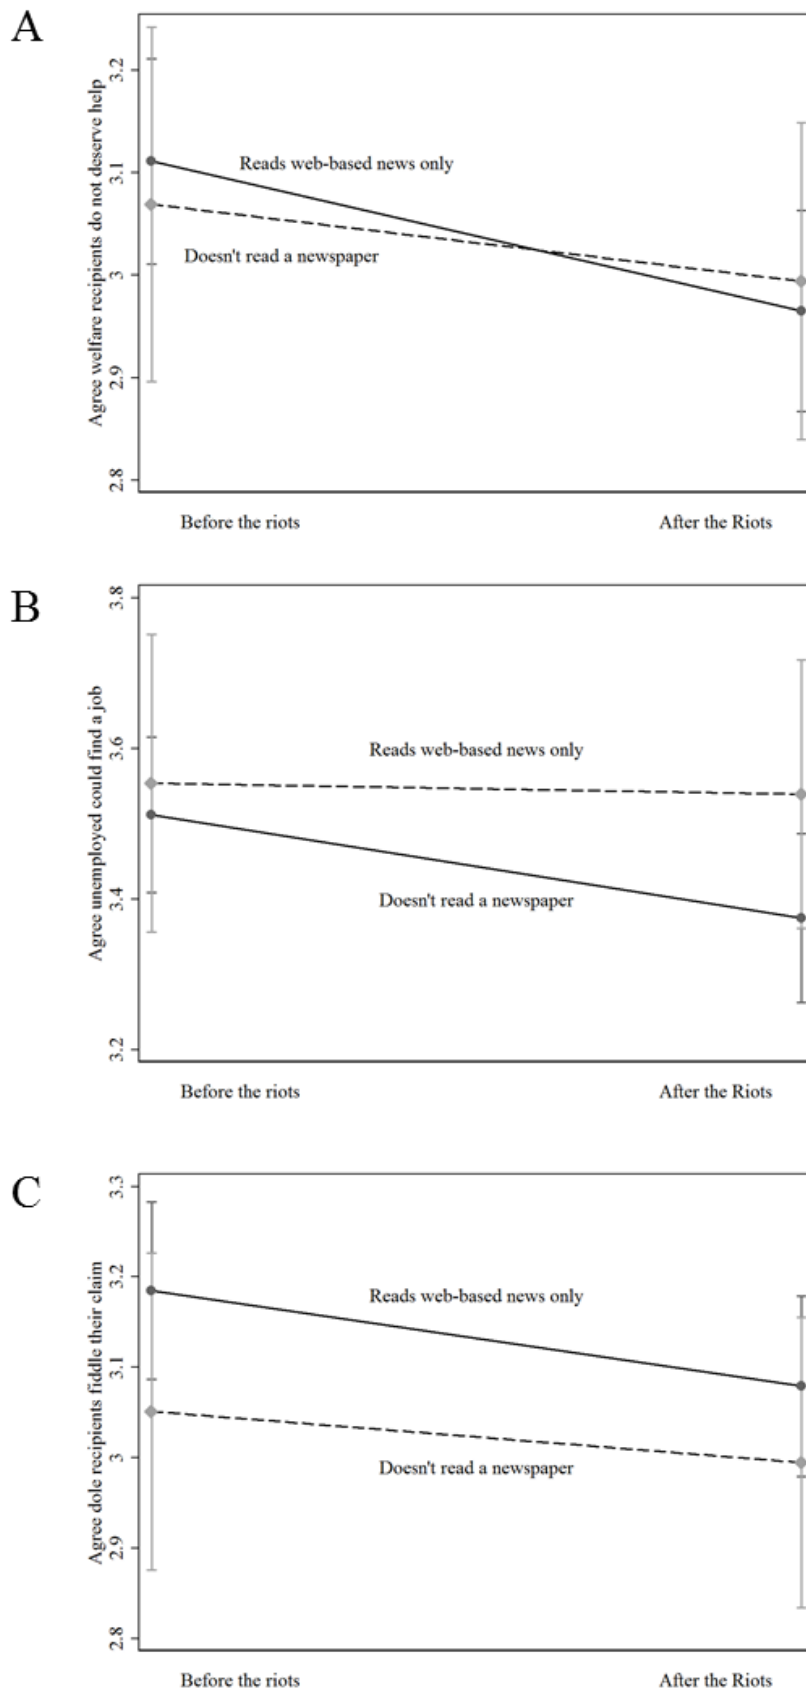 A
Agree welfare recipients do not deserve help
3.2
3.1
3
2.9
2.8
Reads web-based news only
Doesn't read a newspaper
Before the riots
After the Riots
B
Agree unemployed could find a job
3.8
3.6
3.4
3.2
Reads web-based news only
Doesn't read a newspaper
Before the riots
After the Riots
C
Agree dole recipients fiddle their claim
3.3
3.2
3.1
3
2.9
2.8
Reads web-based news only
Doesn't read a newspaper
Before the riots
After the Riots